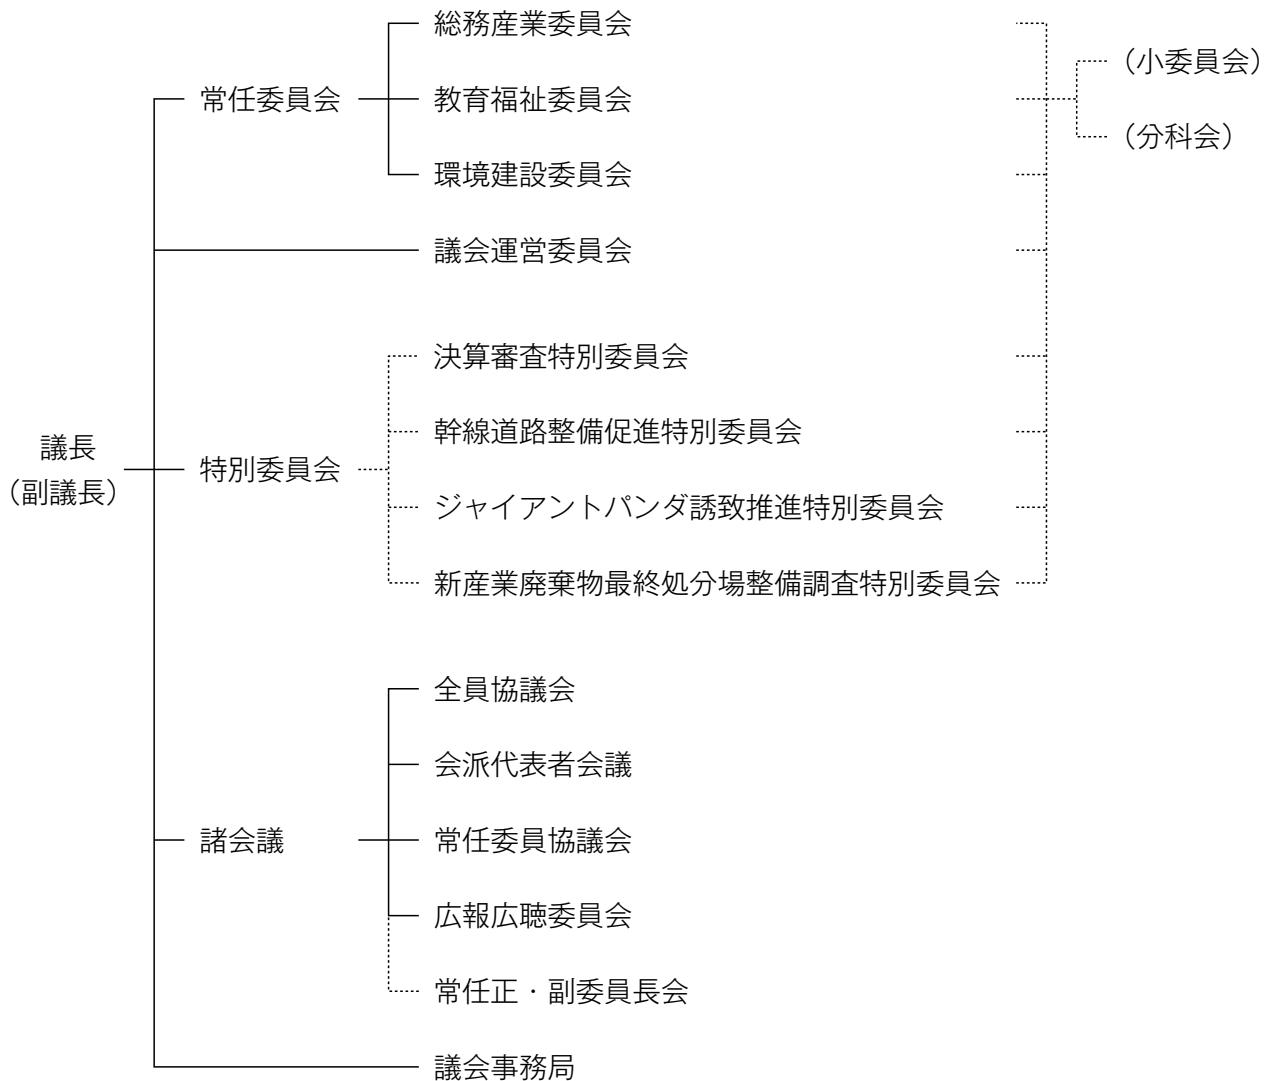 総務産業委員会
（小委員会）
常任委員会
教育福祉委員会
（分科会）
環境建設委員会
議会運営委員会
決算審査特別委員会
幹線道路整備促進特別委員会
議長
（副議長）
特別委員会
ジャイアントパンダ誘致推進特別委員会
新産業廃棄物最終処分場整備調査特別委員会
全員協議会
会派代表者会議
諸会議
常任委員協議会
広報広聴委員会
常任正・副委員長会
議会事務局